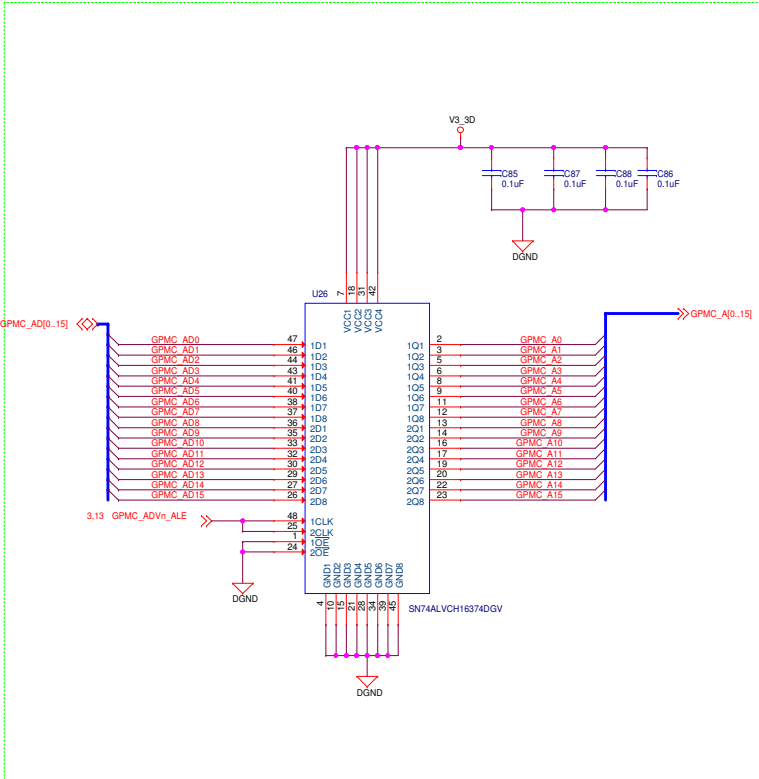 V3_3D
C85
0.1uF
C87
0.1uF
C88
0.1uF
C86
0.1uF
DGND
U26
7
18
31
42
VCC1
VCC2
VCC3
VCC4
GPMC_AD[0..15]
GPMC_A[0..15]
GPMC_AD0 47 1D1 1Q1 2 GPMC_A0
GPMC_AD1 46 1D2 1Q2 3 GPMC_A1
GPMC_AD2 44 1D3 1Q3 5 GPMC_A2
GPMC_AD3 43 1D4 1Q4 6 GPMC_A3
GPMC_AD4 41 1D5 1Q5 8 GPMC_A4
GPMC_AD5 40 1D6 1Q6 9 GPMC_A5
GPMC_AD6 38 1D7 1Q7 11 GPMC_A6
GPMC_AD7 37 1D8 1Q8 12 GPMC_A7
GPMC_AD8 36 2D1 2Q1 13 GPMC_A8
GPMC_AD9 35 2D2 2Q2 14 GPMC_A9
GPMC_AD10 33 2D3 2Q3 16 GPMC_A10
GPMC_AD11 32 2D4 2Q4 17 GPMC_A11
GPMC_AD12 30 2D5 2Q5 19 GPMC_A12
GPMC_AD13 29 2D6 2Q6 20 GPMC_A13
GPMC_AD14 27 2D7 2Q7 22 GPMC_A14
GPMC_AD15 26 2D8 2Q8 23 GPMC_A15
3,13 GPMC_ADVn_ALE 48 1CLK
25 2CLK
1 1OE
24 2OE
DGND
GND1
GND2
GND3
GND4
GND5
GND6
GND7
GND8
4
10
15
21
28
34
39
45
SN74ALVCH16374DGV
DGND